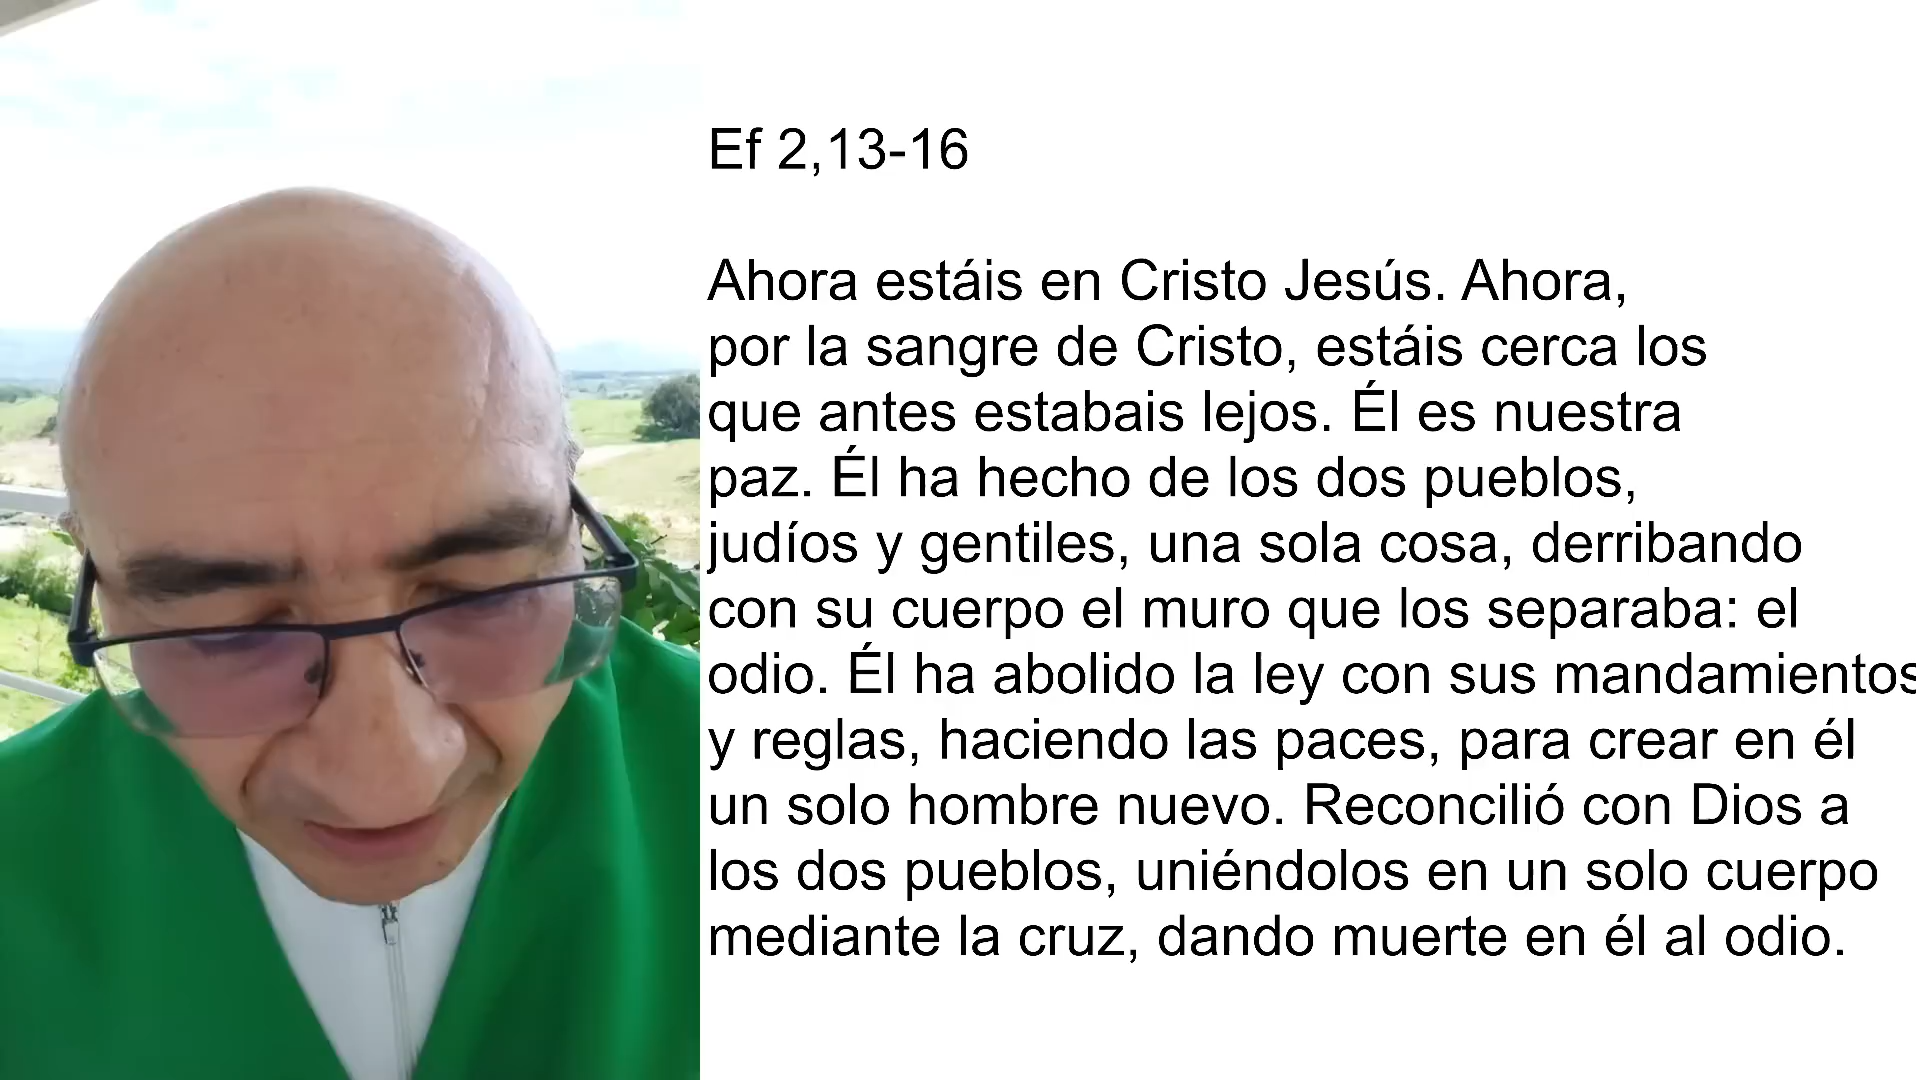 Ef 2,13-16
Ahora estáis en Cristo Jesús. Ahora,
por la sangre de Cristo, estáis cerca los
que antes estabais lejos. Él es nuestra
paz. Él ha hecho de los dos pueblos,
judíos y gentiles, una sola cosa, derribando
con su cuerpo el muro que los separaba: el
odio. Él ha abolido la ley con sus mandamientos
y reglas, haciendo las paces, para crear en él
un solo hombre nuevo. Reconcilió con Dios a
los dos pueblos, uniéndolos en un solo cuerpo
mediante la cruz, dando muerte en él al odio.